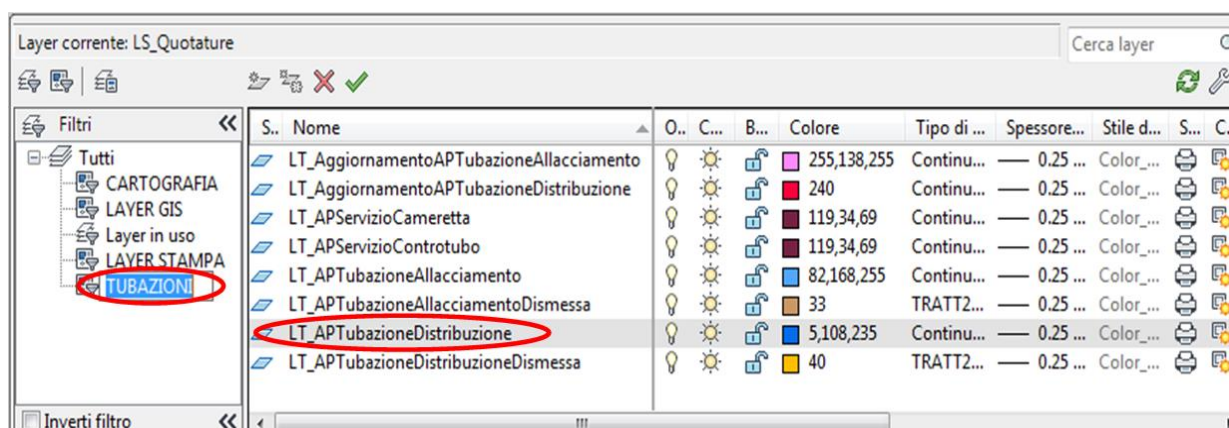 Layer corrente: LS_Quotature
Cerca layer
Filtri
Tutti
CARTOGRAFIA
LAYER GIS
Layer in uso
LAYER STAMPA
TUBAZIONI
Inverti filtro
S.. Nome O.. C... B... Colore Tipo di ... Spessore... Stile d... S... C.
LT_AggiornamentoAPTubazioneAllacciamento 255,138,255 Continu... 0.25 ... Color_...
LT_AggiornamentoAPTubazioneDistribuzione 240 Continu... 0.25 ... Color_...
LT_APServizioCameretta 119,34,69 Continu... 0.25 ... Color_...
LT_APServizioControtubo 119,34,69 Continu... 0.25 ... Color_...
LT_APTubazioneAllacciamento 82,168,255 Continu... 0.25 ... Color_...
LT_APTubazioneAllacciamentoDismessa 33 TRATT2... 0.25 ... Color_...
LT_APTubazioneDistribuzione 5,108,235 Continu... 0.25 ... Color_...
LT_APTubazioneDistribuzioneDismessa 40 TRATT2... 0.25 ... Color_...